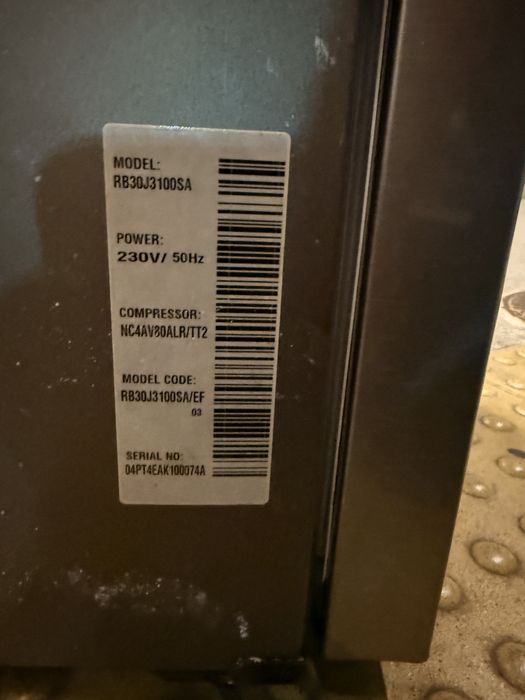 MODEL:
RB30J3100SA
POWER:
230V/ 50Hz
COMPRESSOR:
NC4AV80ALR/TT2
MODEL CODE:
RB30J3100SA/EF
03
SERIAL NO:
04PT4EAK100074A